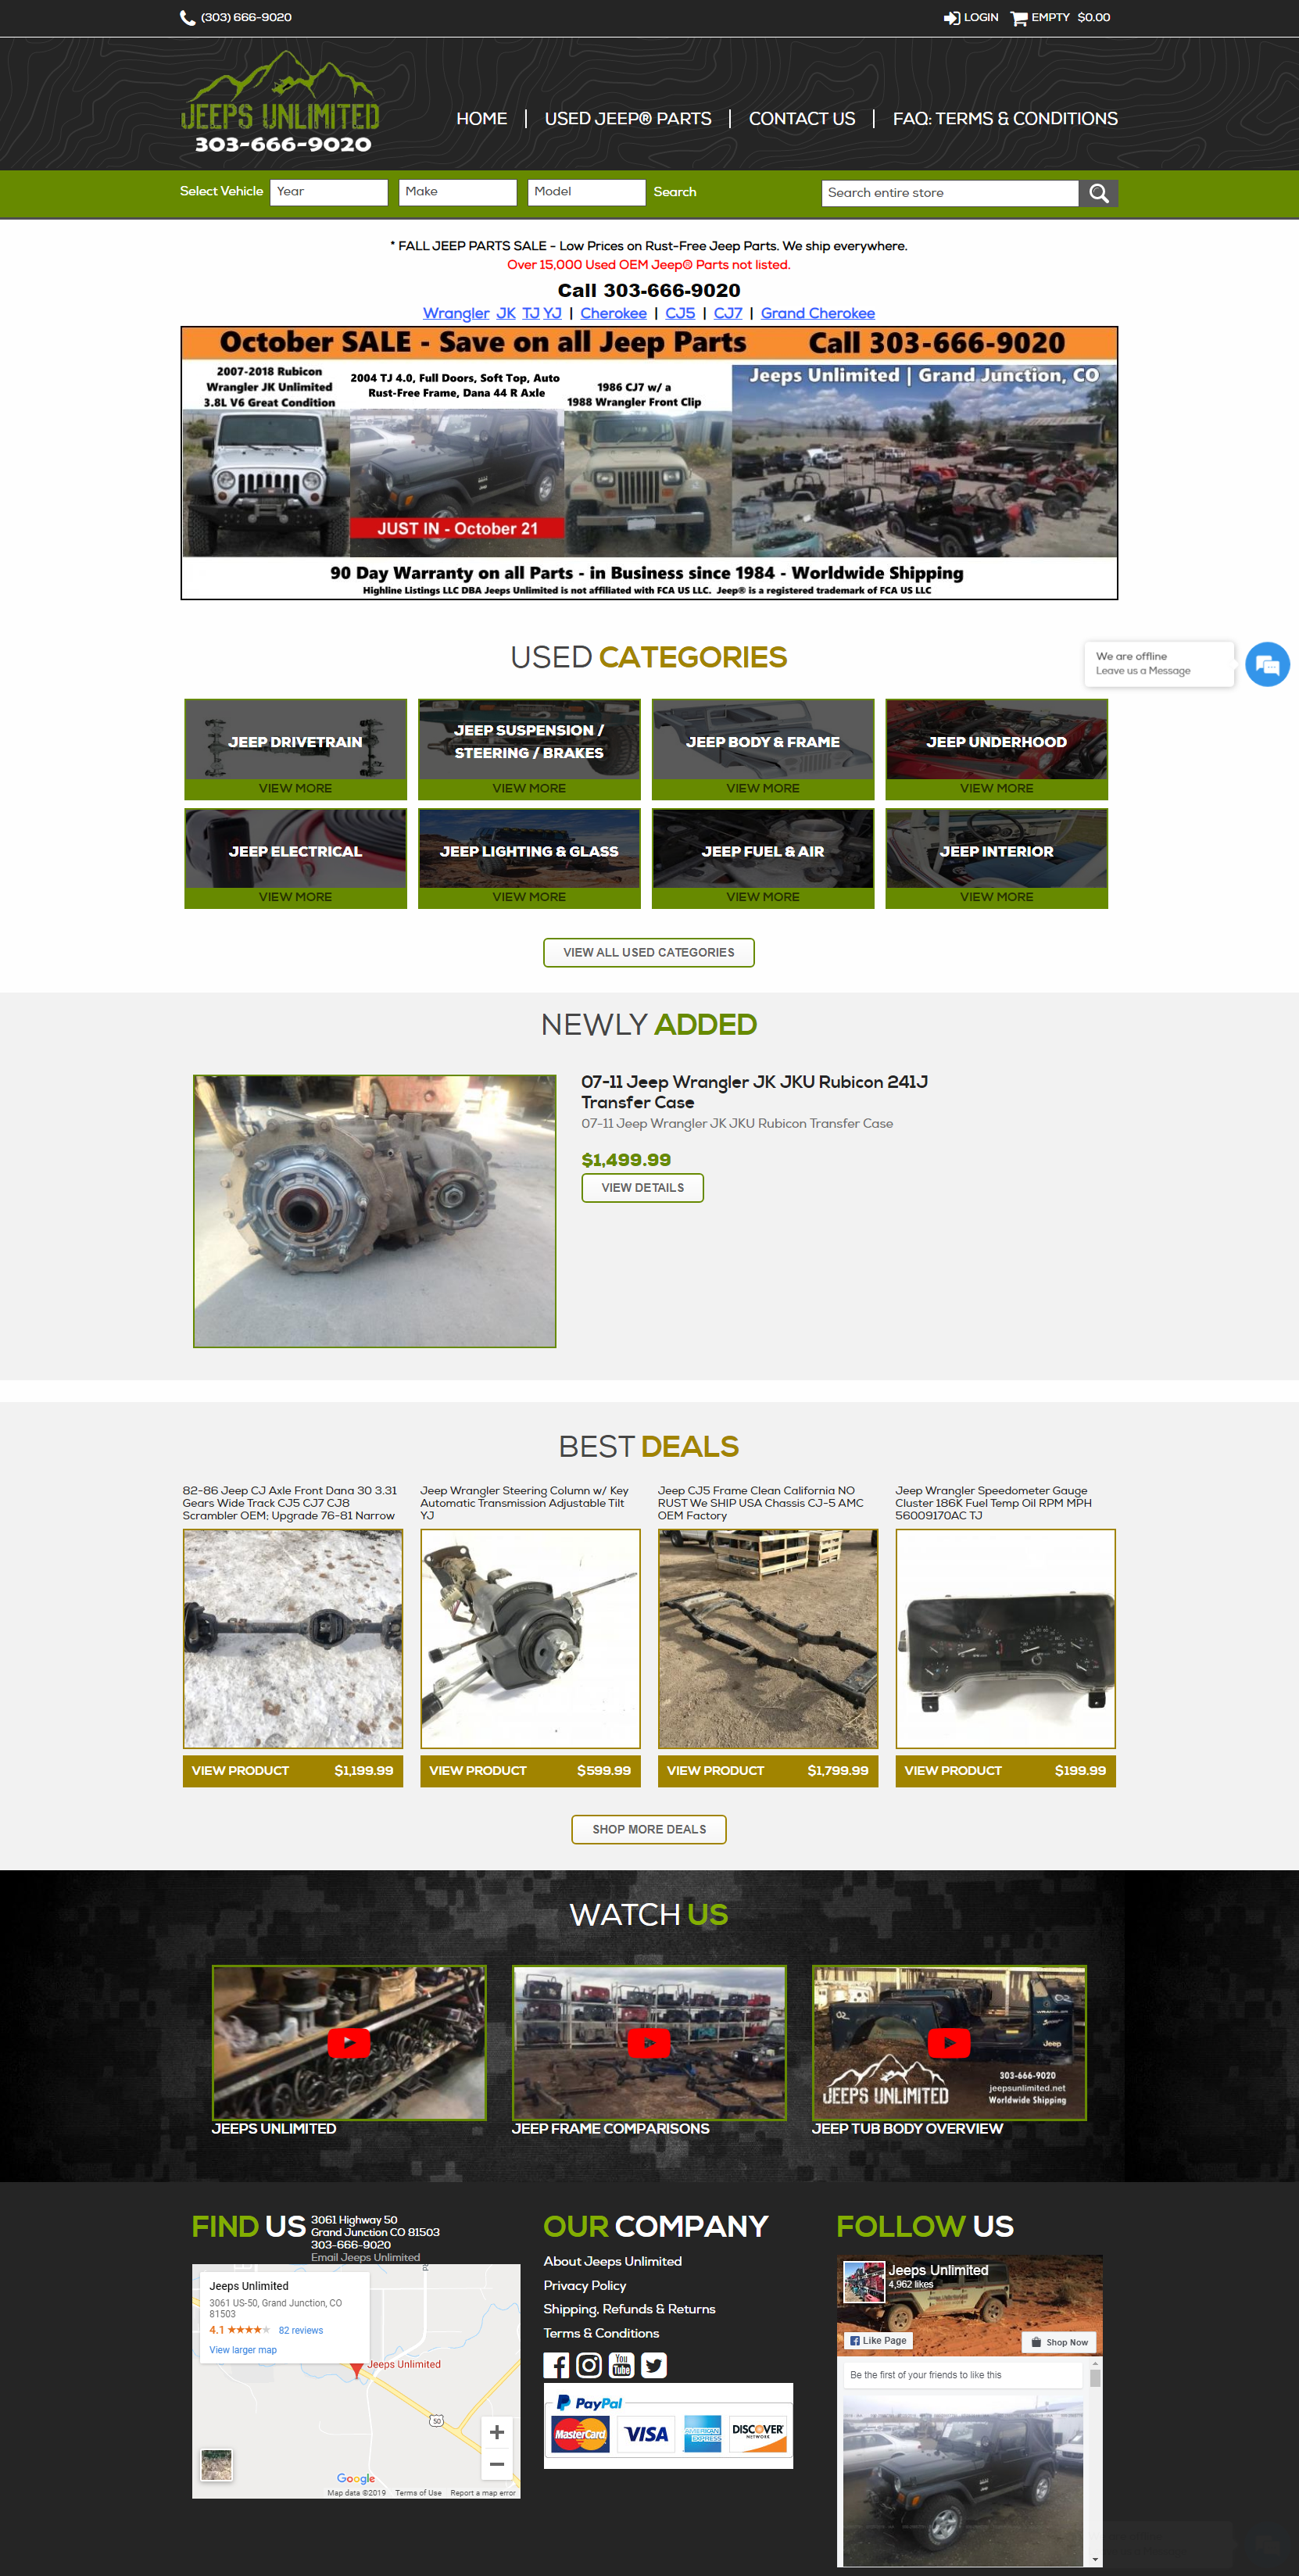 (303) 666-9020
LOGIN EMPTY $0.00
JEEPS UNLIMITED
303-666-9020
HOME USED JEEP® PARTS CONTACT US FAQ: TERMS & CONDITIONS
Select Vehicle Year Make Model Search Search entire store
* FALL JEEP PARTS SALE - Low Prices on Rust-Free Jeep Parts. We ship everywhere.
Over 15,000 Used OEM Jeep® Parts not listed.
Call 303-666-9020
Wrangler JK TJ YJ | Cherokee | CJ5 | CJ7 | Grand Cherokee
October SALE - Save on all Jeep Parts Call 303-666-9020
2007-2018 Rubicon
Wrangler JK Unlimited
3.8L V6 Great Condition
2004 TJ 4.0, Full Doors, Soft Top, Auto
Rust-Free Frame, Dana 44 R Axle
1986 CJ7 w/ a
1988 Wrangler Front Clip
Jeeps Unlimited | Grand Junction, CO
JUST IN - October 21
90 Day Warranty on all Parts - in Business since 1984 - Worldwide Shipping
Highline Listings LLC DBA Jeeps Unlimited is not affiliated with FCA US LLC. Jeep® is a registered trademark of FCA US LLC
USED CATEGORIES
We are offline
Leave us a Message
JEEP DRIVETRAIN
VIEW MORE
JEEP SUSPENSION /
STEERING / BRAKES
VIEW MORE
JEEP BODY & FRAME
VIEW MORE
JEEP UNDERHOOD
VIEW MORE
JEEP ELECTRICAL
VIEW MORE
JEEP LIGHTING & GLASS
VIEW MORE
JEEP FUEL & AIR
VIEW MORE
JEEP INTERIOR
VIEW MORE
VIEW ALL USED CATEGORIES
NEWLY ADDED
07-11 Jeep Wrangler JK JKU Rubicon 241J
Transfer Case
07-11 Jeep Wrangler JK JKU Rubicon Transfer Case
$1,499.99
VIEW DETAILS
BEST DEALS
82-86 Jeep CJ Axle Front Dana 30 3.31
Gears Wide Track CJ5 CJ7 CJ8
Scrambler OEM; Upgrade 76-81 Narrow
VIEW PRODUCT $1,199.99
Jeep Wrangler Steering Column w/ Key
Automatic Transmission Adjustable Tilt
YJ
VIEW PRODUCT $599.99
Jeep CJ5 Frame Clean California NO
RUST We SHIP USA Chassis CJ-5 AMC
OEM Factory
VIEW PRODUCT $1,799.99
Jeep Wrangler Speedometer Gauge
Cluster 186K Fuel Temp Oil RPM MPH
56009170AC TJ
VIEW PRODUCT $199.99
SHOP MORE DEALS
WATCH US
JEEPS UNLIMITED
JEEP FRAME COMPARISONS
Jeep
JEEPS UNLIMITED
303-666-9020
jeepsunlimited.net
Worldwide Shipping
JEEP TUB BODY OVERVIEW
FIND US
3061 Highway 50
Grand Junction CO 81503
303-666-9020
Email Jeeps Unlimited
Jeeps Unlimited
3061 US-50, Grand Junction, CO
81503
4.1 82 reviews
View larger map
Jeeps Unlimited
50
Google
Map data ©2019 Terms of Use Report a map error
OUR COMPANY
About Jeeps Unlimited
Privacy Policy
Shipping, Refunds & Returns
Terms & Conditions
You
Tube
PayPal
MasterCard VISA AMERICAN EXPRESS DISCOVER
NETWORK
FOLLOW US
Jeeps Unlimited
4,962 likes
Like Page Shop Now
Be the first of your friends to like this